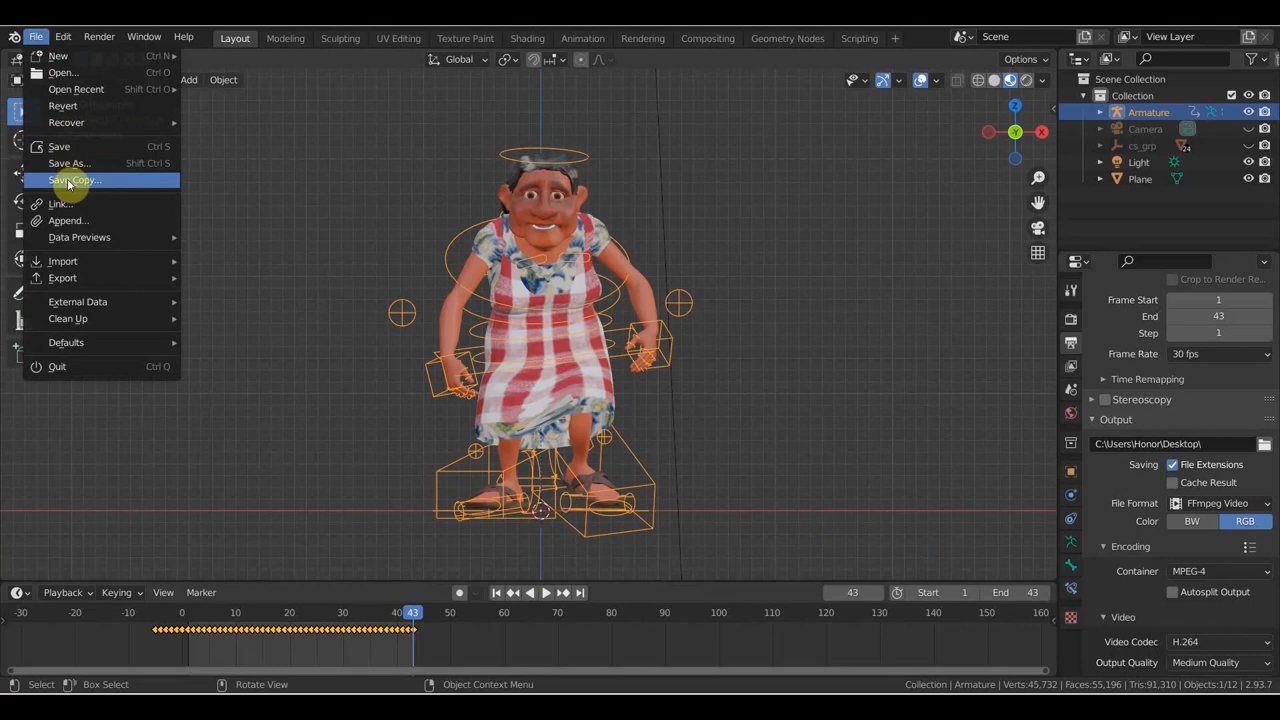 File Edit Render Window Help Layout Modeling Sculpting UV Editing Texture Paint Shading Animation Rendering Compositing Geometry Nodes Scripting + Scene View Layer
New Ctrl N
Open... Ctrl O
Open Recent Shift Ctrl O
Revert
Recover
Save Ctrl S
Save As... Shift Ctrl S
Save Copy...
Link...
Append...
Data Previews
Import
Export
External Data
Clean Up
Defaults
Quit Ctrl Q
Add Object Global Options
Scene Collection
Collection
Armature
Camera
cs_grp 24
Light
Plane
Crop to Render Re...
Frame Start 1
End 43
Step 1
Frame Rate 30 fps
Time Remapping
Stereoscopy
Output
C:\Users\Honor\Desktop\
Saving File Extensions
Cache Result
File Format FFmpeg Video
Color BW RGB
Encoding
Container MPEG-4
Autosplit Output
Video
Video Codec H.264
Output Quality Medium Quality
Playback Keying View Marker 43 Start 1 End 43
-30 -20 -10 0 10 20 30 40 43 50 60 70 80 90 100 110 120 130 140 150 160
Select Box Select Rotate View Object Context Menu Collection | Armature | Verts:45,732 | Faces:55,196 | Tris:91,310 | Objects:1/12 | 2.93.7
X
-Y
Z